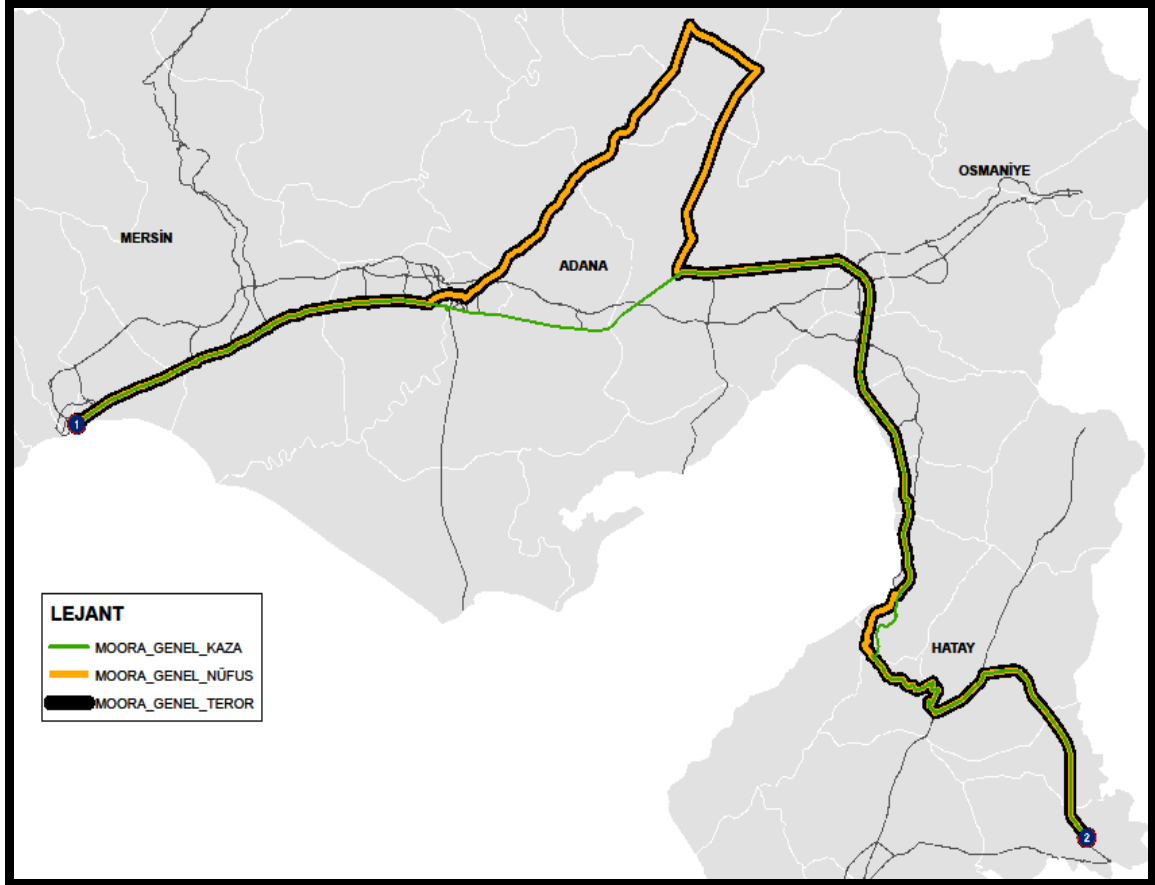 OSMANİYE
MERSİN
ADANA
1
LEJANT
MOORA_GENEL_KAZA
MOORA_GENEL_NÜFUS
MOORA_GENEL_TEROR
HATAY
2